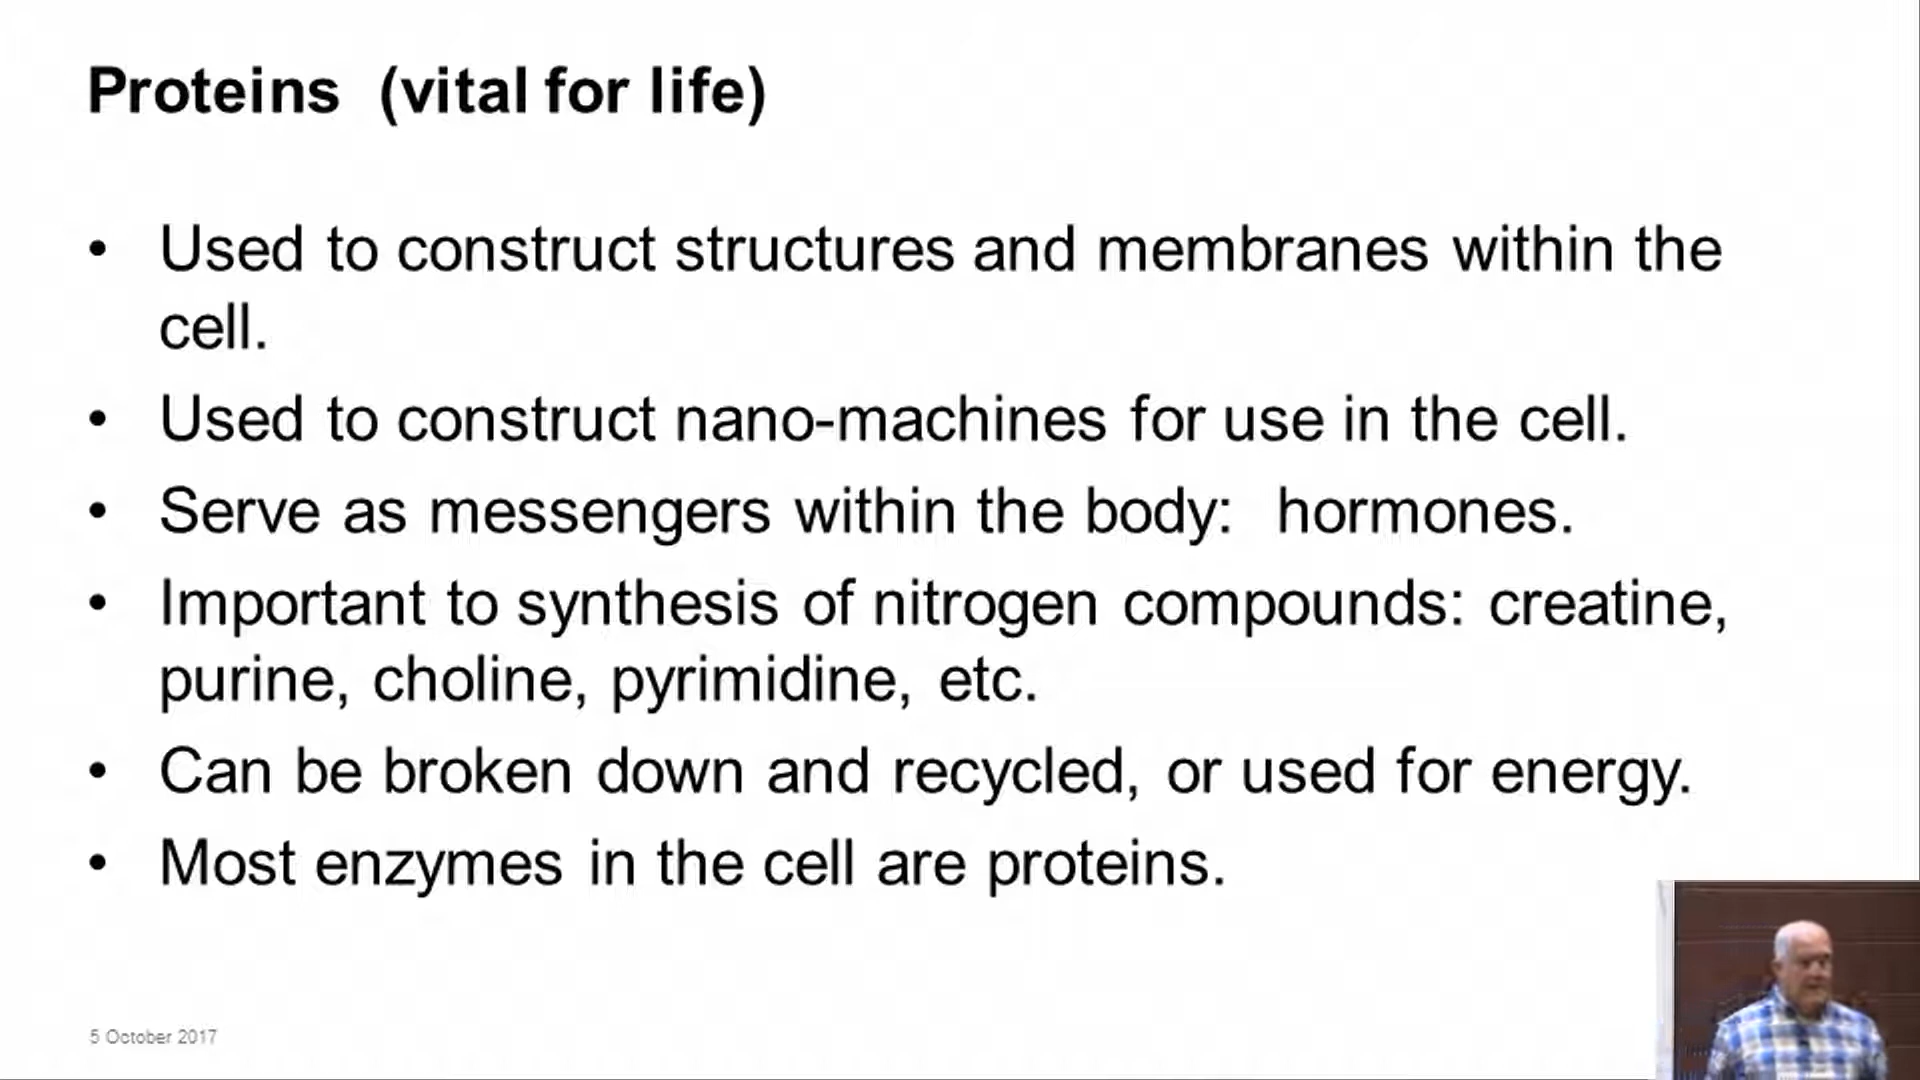 Proteins (vital for life)
• Used to construct structures and membranes within the
cell.
• Used to construct nano-machines for use in the cell.
• Serve as messengers within the body: hormones.
• Important to synthesis of nitrogen compounds: creatine,
purine, choline, pyrimidine, etc.
• Can be broken down and recycled, or used for energy.
• Most enzymes in the cell are proteins.
5 October 2017